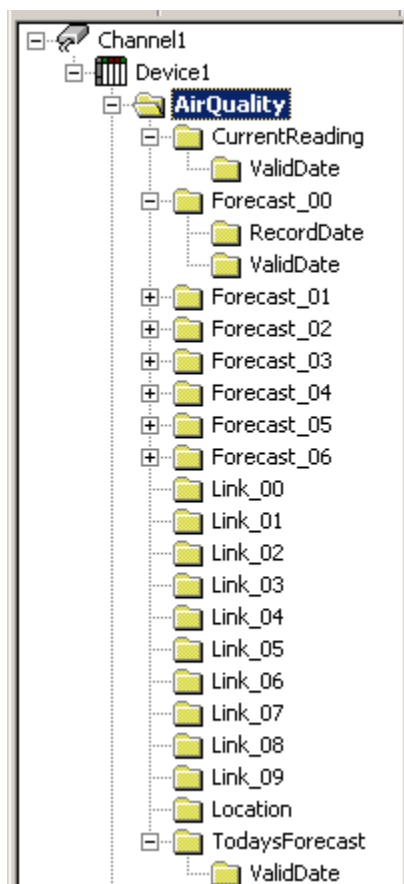 Channel1
Device1
AirQuality
CurrentReading
ValidDate
Forecast_00
RecordDate
ValidDate
Forecast_01
Forecast_02
Forecast_03
Forecast_04
Forecast_05
Forecast_06
Link_00
Link_01
Link_02
Link_03
Link_04
Link_05
Link_06
Link_07
Link_08
Link_09
Location
TodaysForecast
ValidDate